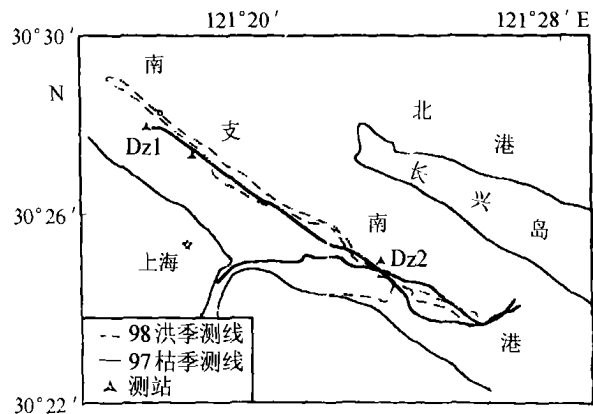 121°20′
121°28′ E
30°30′
N
南
支
北
港
Dz1
长
兴
岛
30°26′
上海
南
Dz2
港
98洪季测线
97枯季测线
测站
30°22′